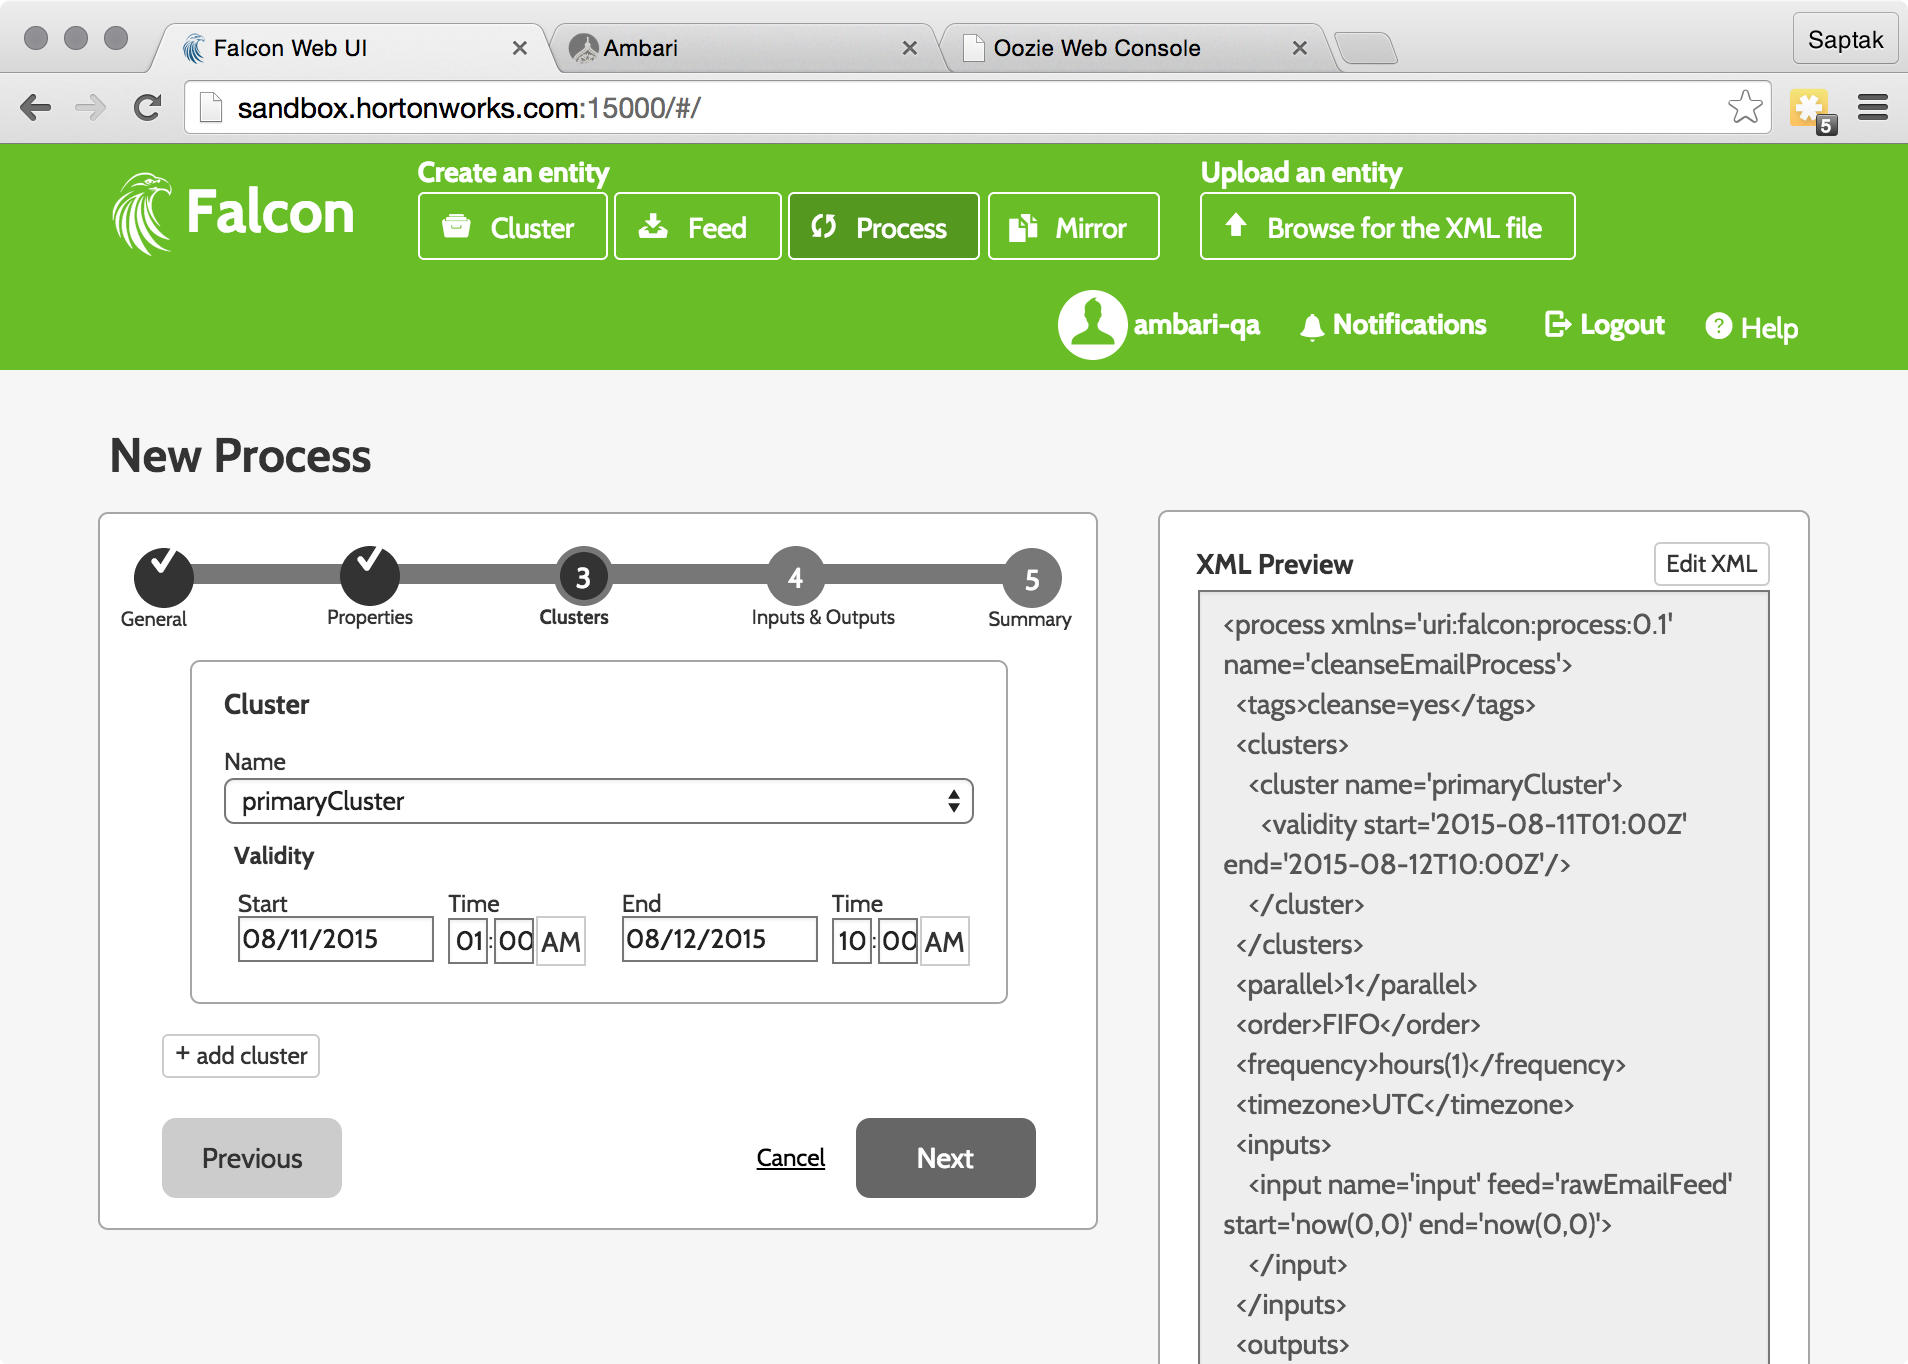 Falcon Web UI
Ambari
Oozie Web Console
Saptak
sandbox.hortonworks.com:15000/#/
5
Falcon
Create an entity
Cluster
Feed
Process
Mirror
Upload an entity
Browse for the XML file
ambari-qa
Notifications
Logout
? Help
New Process
General
Properties
3
Clusters
4
Inputs & Outputs
5
Summary
Cluster
Name
primaryCluster
Validity
Start Time End Time
08/11/2015 01:00 AM 08/12/2015 10:00 AM
+ add cluster
Previous
Cancel
Next
XML Preview
Edit XML
<process xmlns='uri:falcon:process:0.1'
name='cleanseEmailProcess'>
<tags>cleanse=yes</tags>
<clusters>
<cluster name='primaryCluster'>
<validity start='2015-08-11T01:00Z'
end='2015-08-12T10:00Z'/>
</cluster>
</clusters>
<parallel>1</parallel>
<order>FIFO</order>
<frequency>hours(1)</frequency>
<timezone>UTC</timezone>
<inputs>
<input name='input' feed='rawEmailFeed'
start='now(0,0)' end='now(0,0)'>
</input>
</inputs>
<outputs>